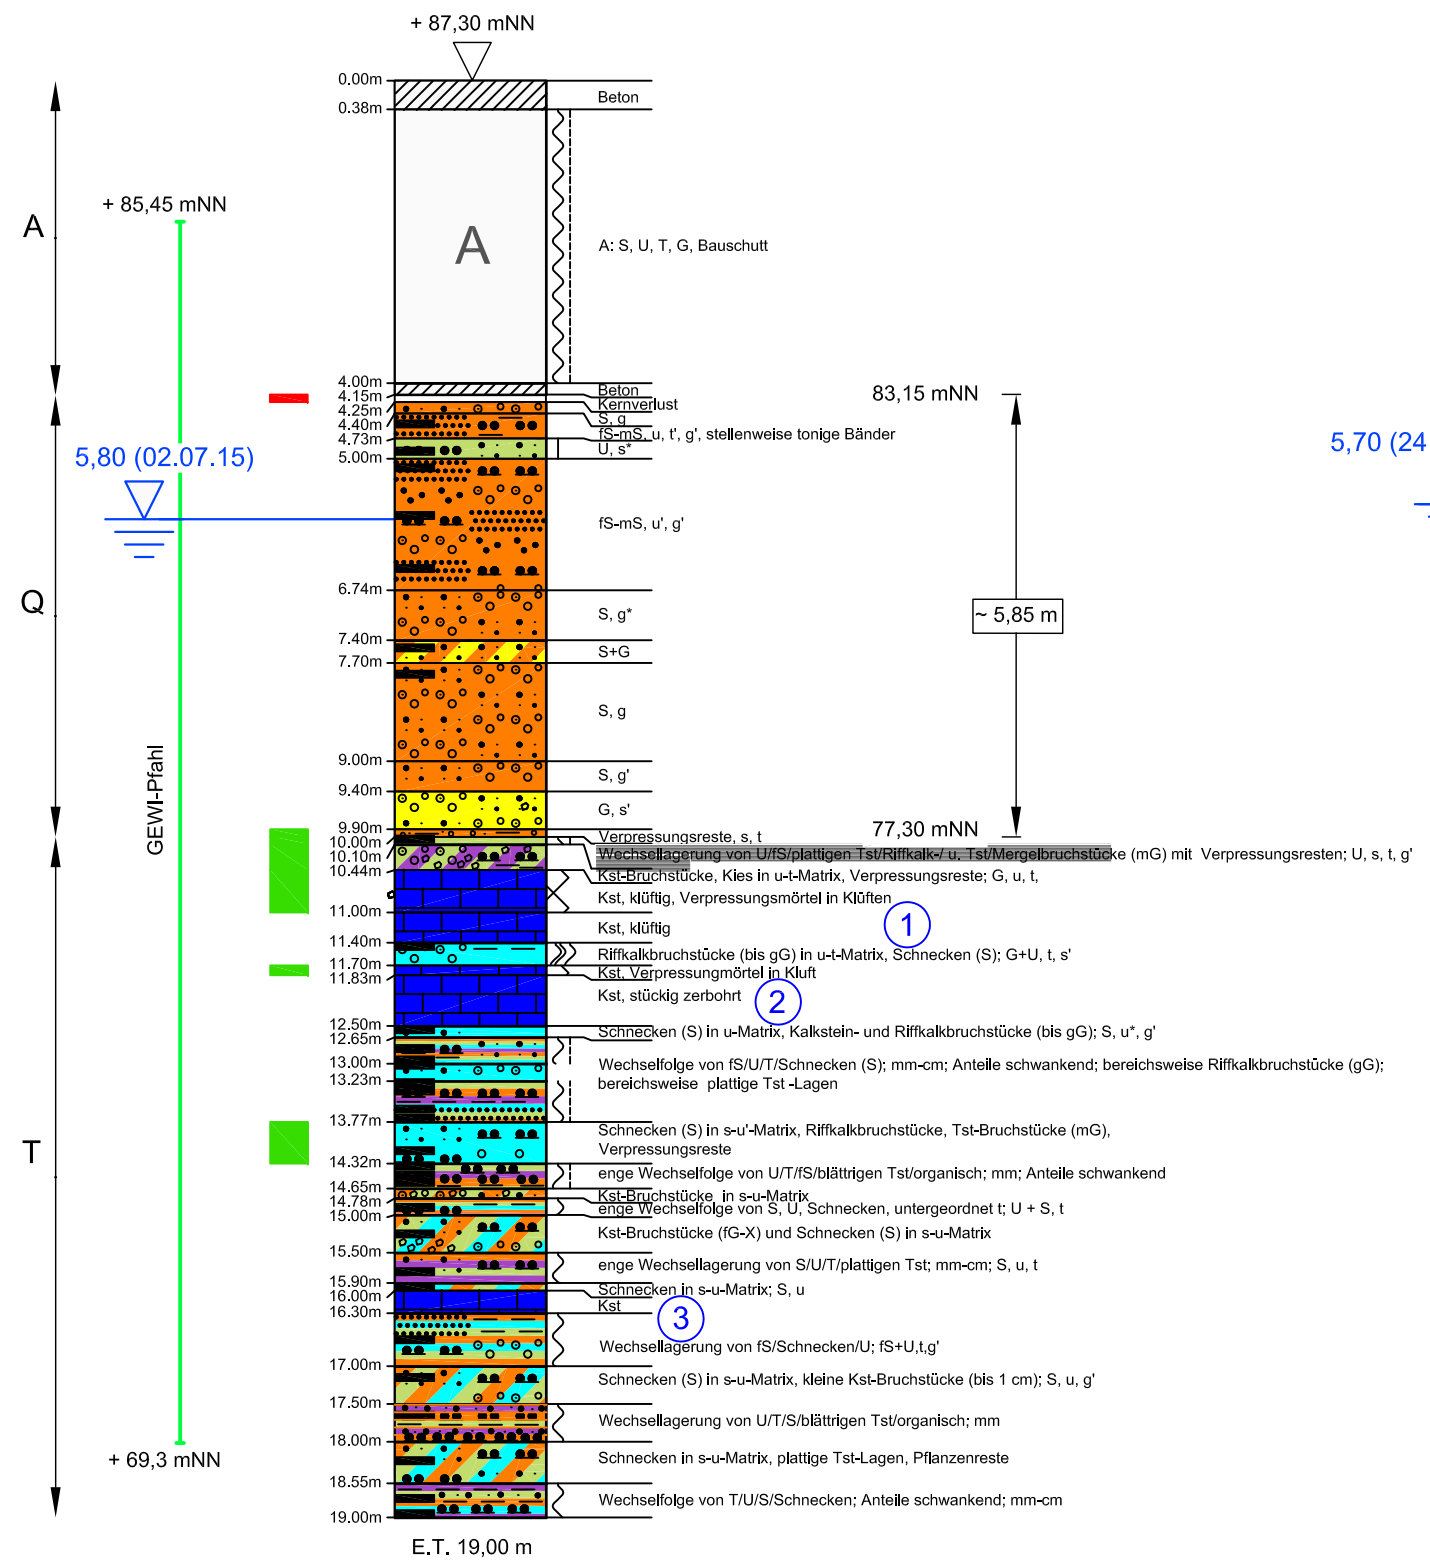 + 87,30 mNN
0.00m
Beton
0.38m
+ 85,45 mNN
A
A
A: S, U, T, G, Bauschutt
4.00m
Beton
83,15 mNN
4.15m
Kernverlust
4.25m
S, g
4.40m
fS-mS, u, t', g', stellenweise tonige Bänder
4.73m
U, s*
5,80 (02.07.15)
5,70 (24
5.00m
fS-mS, u', g'
6.74m
Q
S, g*
~ 5,85 m
7.40m
S+G
7.70m
S, g
9.00m
GEWI-Pfahl
S, g'
9.40m
G, s'
9.90m
77,30 mNN
Verpressungsreste, s, t
10.00m
Wechsellagerung von U/fS/plattigen Tst/Riffkalk-/ u. Tst/Mergelbruchstücke (mG) mit Verpressungsresten; U, s, t, g'
10.10m
10.44m
Kst-Bruchstücke, Kies in u-t-Matrix, Verpressungsreste; G, u, t,
Kst, klüftig, Verpressungsmörtel in Klüften
11.00m
1
Kst, klüftig
11.40m
Riffkalkbruchstücke (bis gG) in u-t-Matrix, Schnecken (S); G+U, t, s'
11.70m
Kst, Verpressungmörtel in Kluft
11.83m
Kst, stückig zerbohrt
2
12.50m
Schnecken (S) in u-Matrix, Kalkstein- und Riffkalkbruchstücke (bis gG); S, u*, g'
12.65m
13.00m
Wechselfolge von fS/U/T/Schnecken (S); mm-cm; Anteile schwankend; bereichsweise Riffkalkbruchstücke (gG);
13.23m
bereichsweise plattige Tst -Lagen
13.77m
Schnecken (S) in s-u'-Matrix, Riffkalkbruchstücke, Tst-Bruchstücke (mG),
Verpressungsreste
T
14.32m
enge Wechselfolge von U/T/fS/blättrigen Tst/organisch; mm; Anteile schwankend
14.65m
Kst-Bruchstücke in s-u-Matrix
14.78m
enge Wechselfolge von S, U, Schnecken, untergeordnet t; U + S, t
15.00m
Kst-Bruchstücke (fG-X) und Schnecken (S) in s-u-Matrix
15.50m
enge Wechsellagerung von S/U/T/plattigen Tst; mm-cm; S, u, t
15.90m
Schnecken in s-u-Matrix; S, u
16.00m
Kst
16.30m
3
Wechsellagerung von fS/Schnecken/U; fS+U,t,g'
17.00m
Schnecken (S) in s-u-Matrix, kleine Kst-Bruchstücke (bis 1 cm); S, u, g'
17.50m
Wechsellagerung von U/T/S/blättrigen Tst/organisch; mm
18.00m
+ 69,3 mNN
Schnecken in s-u-Matrix, plattige Tst-Lagen, Pflanzenreste
18.55m
Wechselfolge von T/U/S/Schnecken; Anteile schwankend; mm-cm
19.00m
E.T. 19,00 m